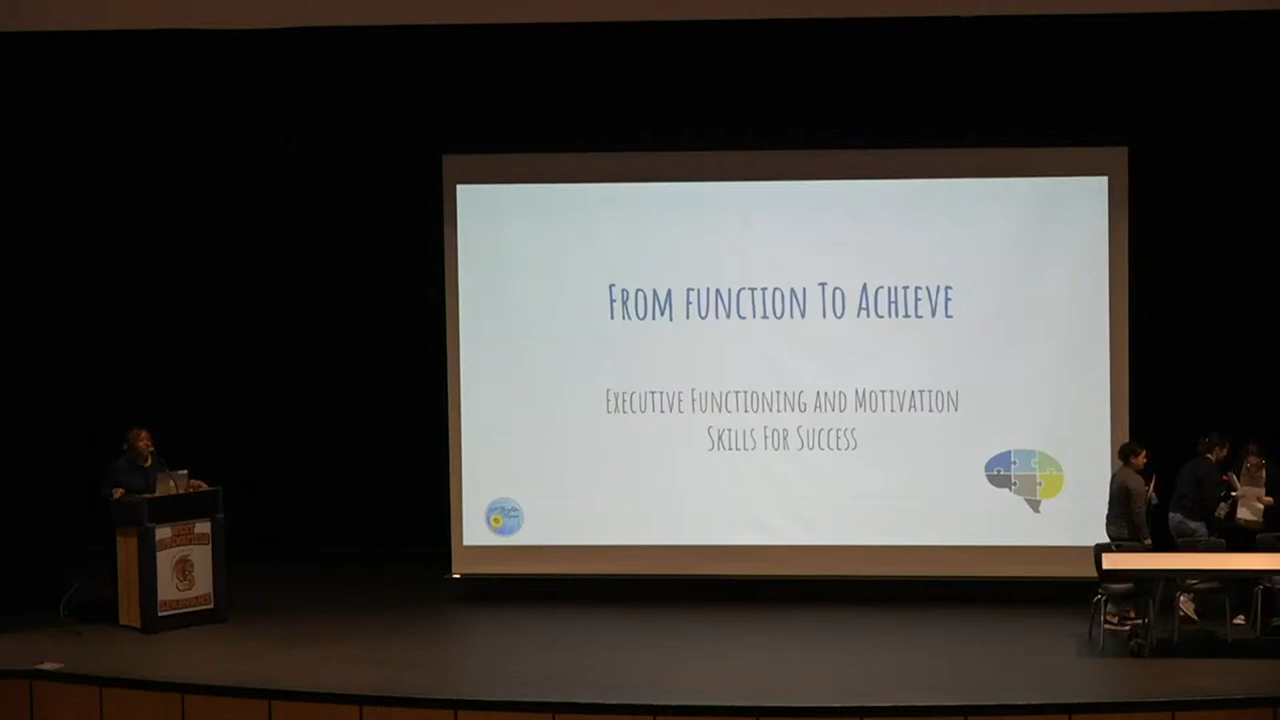 From function To Achieve
Executive Functioning and Motivation
Skills For Success